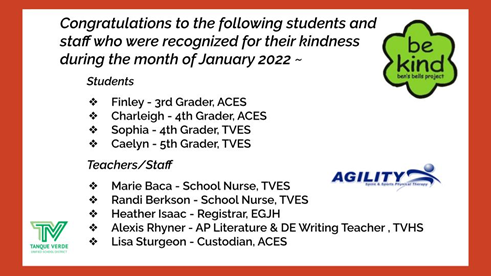 Congratulations to the following students and
staff who were recognized for their kindness
during the month of January 2022 ~
be
kind
ben's bells project
Students
❖ Finley - 3rd Grader, ACES
❖ Charleigh - 4th Grader, ACES
❖ Sophia - 4th Grader, TVES
❖ Caelyn - 5th Grader, TVES
Teachers/Staff
AGILITY
Spine & Sports Physical Therapy
❖ Marie Baca - School Nurse, TVES
❖ Randi Berkson - School Nurse, TVES
❖ Heather Isaac - Registrar, EGJH
❖ Alexis Rhyner - AP Literature & DE Writing Teacher , TVHS
❖ Lisa Sturgeon - Custodian, ACES
TV
TANQUE VERDE
UNIFIED SCHOOL DISTRICT